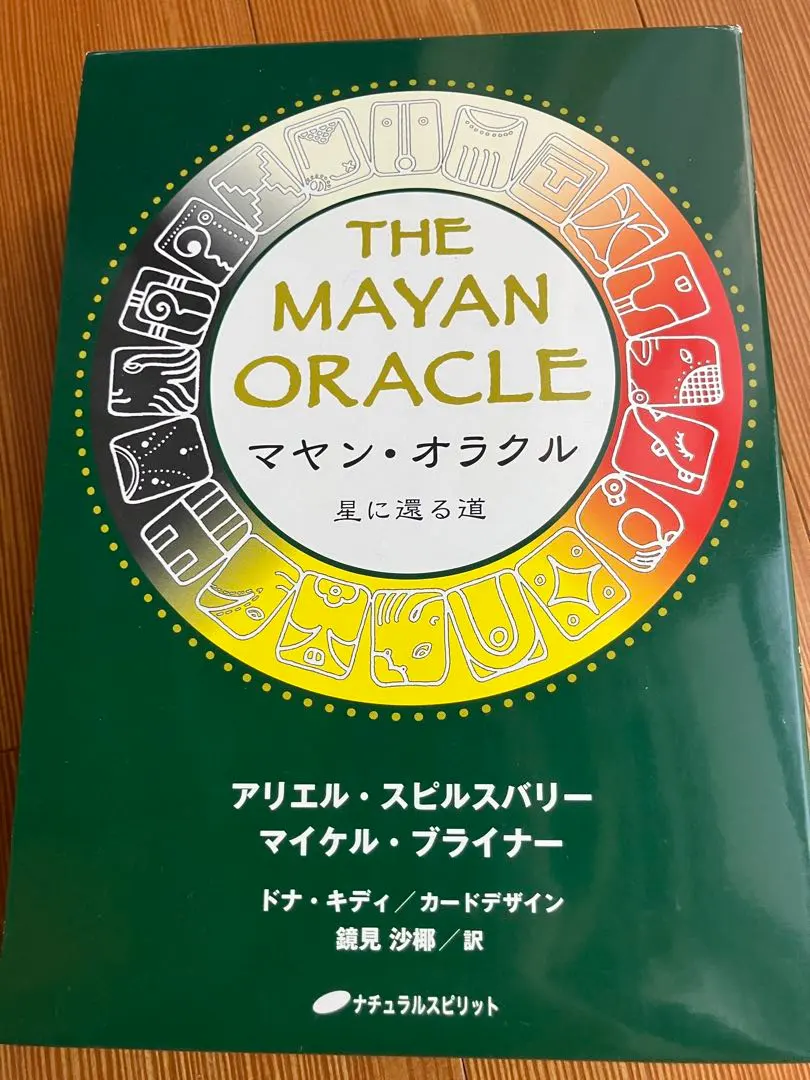 THE
MAYAN
ORACLE
マヤン・オラクル
星に還る道
アリエル・スピルスバリー
マイケル・ブライナー
ドナ・キディ／カードデザイン
鏡見 沙椰／訳
ナチュラルスピリット